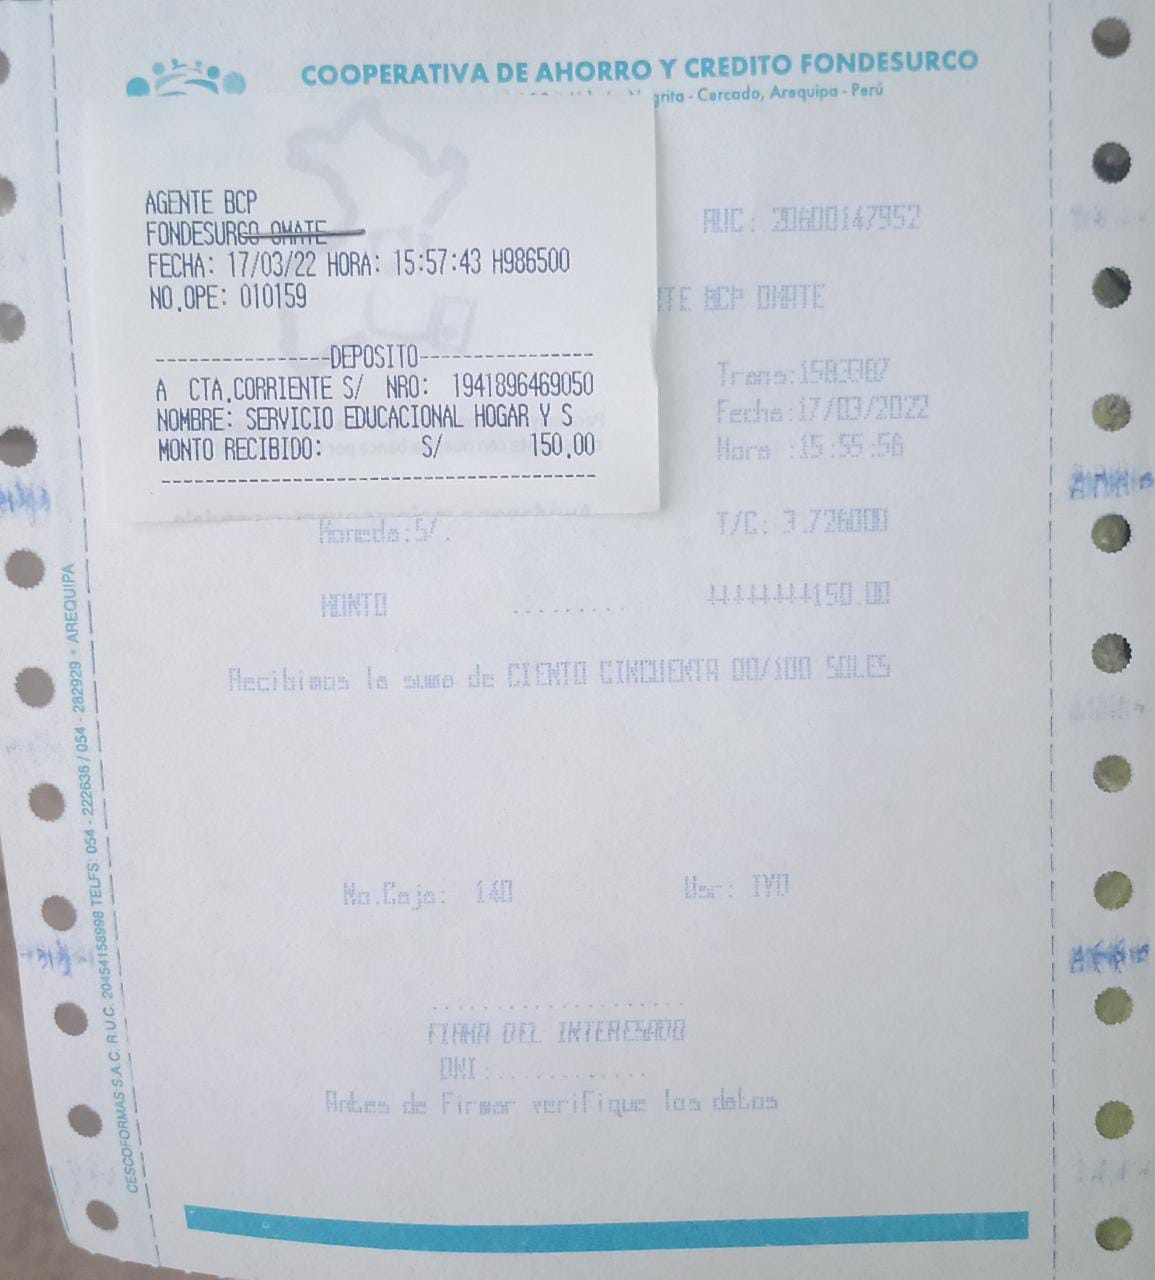 COOPERATIVA DE AHORRO Y CREDITO FONDESURCO
grita - Cercado, Arequipa - Perú
AGENTE BCP
FONDESURCO OMATE
FECHA: 17/03/22 HORA: 15:57:43 H986500
NO.OPE: 010159
---------------DEPOSITO---------------
A CTA.CORRIENTE S/ NRO: 1941896469050
NOMBRE: SERVICIO EDUCACIONAL HOGAR Y S
MONTO RECIBIDO: S/ 150.00
RUC: 20600147952
TE BCP OMATE
Trans:1583387
Fecha:17/03/2022
Hora :15:55:56
Moneda:S/. T/C: 3.726000
MONTO ......... +++++++150.00
Recibimos la suma de CIENTO CINCUENTA 00/100 SOLES
No.Caja: 140 Usr: IYO
FIRMA DEL INTERESADO
DNI:............
Antes de Firmar verifique los datos
CESCOFORMAS S.A.C. R.U.C. 20454158998 TELFS: 054 - 222636 / 054 - 282929 * AREQUIPA